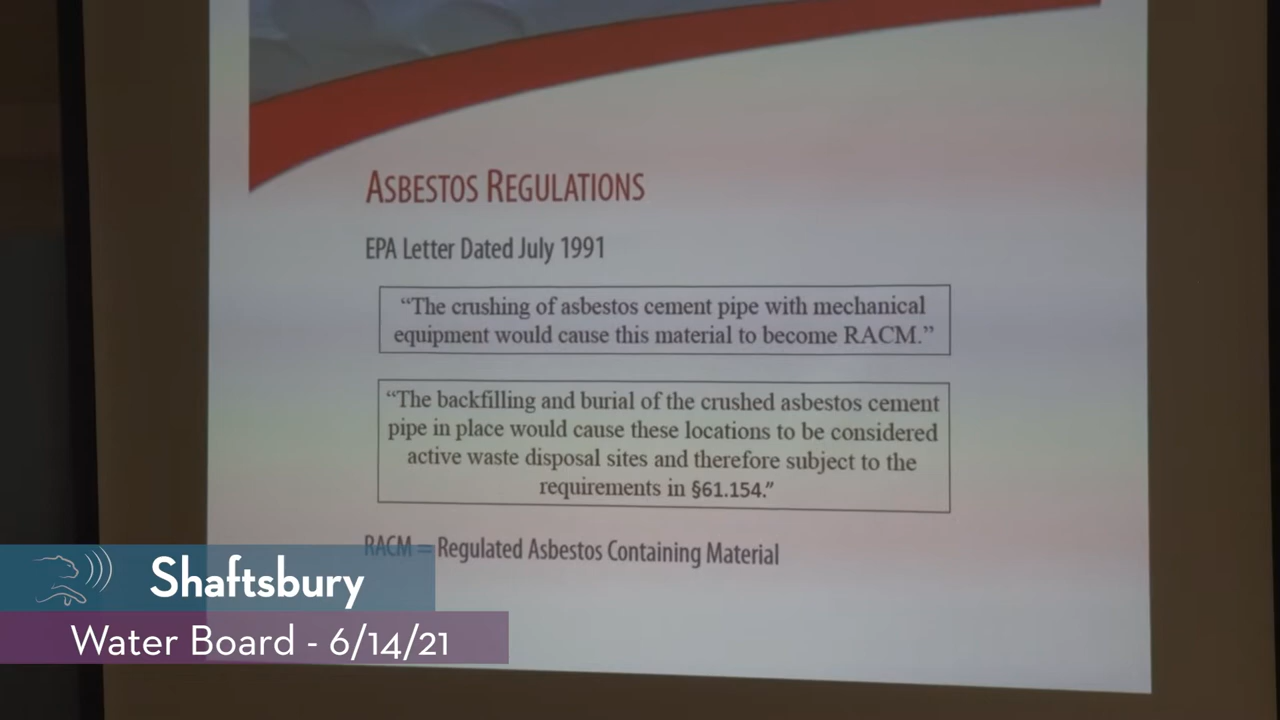 ASBESTOS REGULATIONS
EPA Letter Dated July 1991
“The crushing of asbestos cement pipe with mechanical
equipment would cause this material to become RACM.”
“The backfilling and burial of the crushed asbestos cement
pipe in place would cause these locations to be considered
active waste disposal sites and therefore subject to the
requirements in §61.154.”
RACM = Regulated Asbestos Containing Material
Shaftsbury
Water Board - 6/14/21